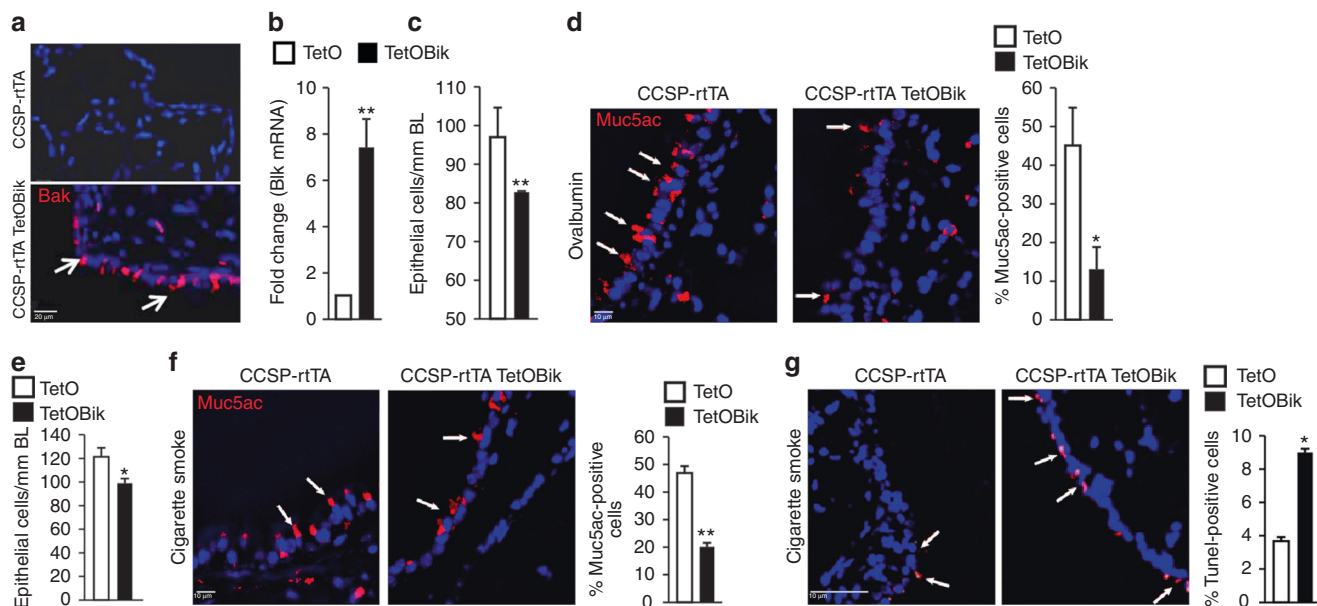 a
CCSP-rtTA
CCSP-rtTA TetOBik
Bak
20 µm
b
TetO
TetOBik
Fold change (Blk mRNA)
10
8
6
4
2
0
**
c
Epithelial cells/mm BL
110
100
90
80
70
60
50
**
d
CCSP-rtTA
CCSP-rtTA TetOBik
Ovalbumin
Muc5ac
10 µm
TetO
TetOBik
% Muc5ac-positive cells
60
50
40
30
20
10
0
*
e
TetO
TetOBik
Epithelial cells/mm BL
140
120
100
80
60
40
20
0
*
f
CCSP-rtTA
CCSP-rtTA TetOBik
Cigarette smoke
Muc5ac
10 µm
TetO
TetOBik
% Muc5ac-positive
cells
60
50
40
30
20
10
0
**
g
CCSP-rtTA
CCSP-rtTA TetOBik
Cigarette smoke
10 µm
TetO
TetOBik
% Tunel-positive cells
10
8
6
4
2
0
*